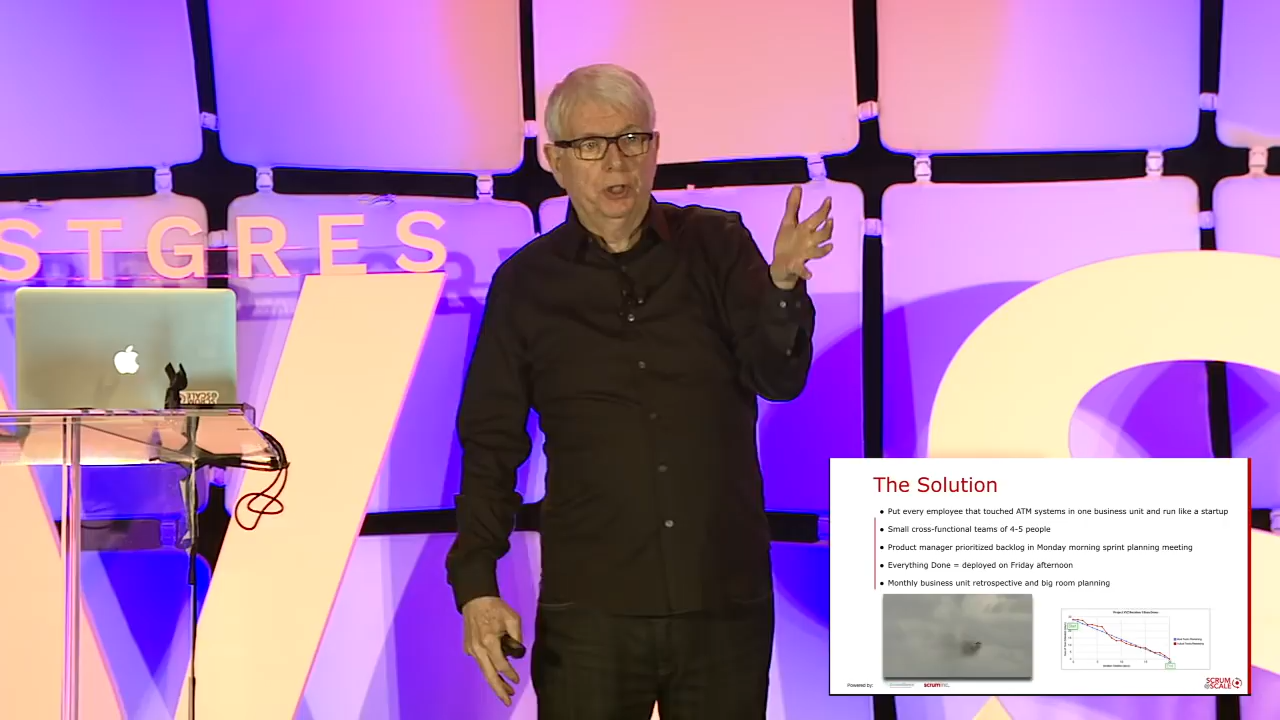 STGRES
V
S
The Solution
• Put every employee that touched ATM systems in one business unit and run like a startup
• Small cross-functional teams of 4-5 people
• Product manager prioritized backlog in Monday morning sprint planning meeting
• Everything Done = deployed on Friday afternoon
• Monthly business unit retrospective and big room planning
Powered by:
scruminc.
SCRUM
@SCALE